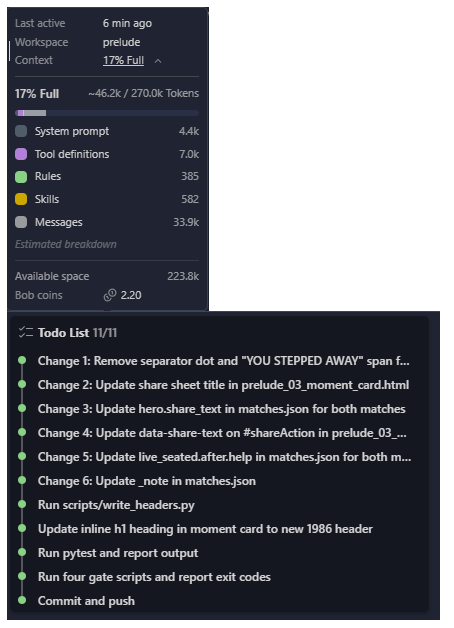 Last active 6 min ago
Workspace prelude
Context 17% Full
17% Full ~46.2k / 270.0k Tokens
System prompt 4.4k
Tool definitions 7.0k
Rules 385
Skills 582
Messages 33.9k
Estimated breakdown
Available space 223.8k
Bob coins 2.20
Todo List 11/11
Change 1: Remove separator dot and "YOU STEPPED AWAY" span f...
Change 2: Update share sheet title in prelude_03_moment_card.html
Change 3: Update hero.share_text in matches.json for both matches
Change 4: Update data-share-text on #shareAction in prelude_03_...
Change 5: Update live_seated.after.help in matches.json for both m...
Change 6: Update _note in matches.json
Run scripts/write_headers.py
Update inline h1 heading in moment card to new 1986 header
Run pytest and report output
Run four gate scripts and report exit codes
Commit and push